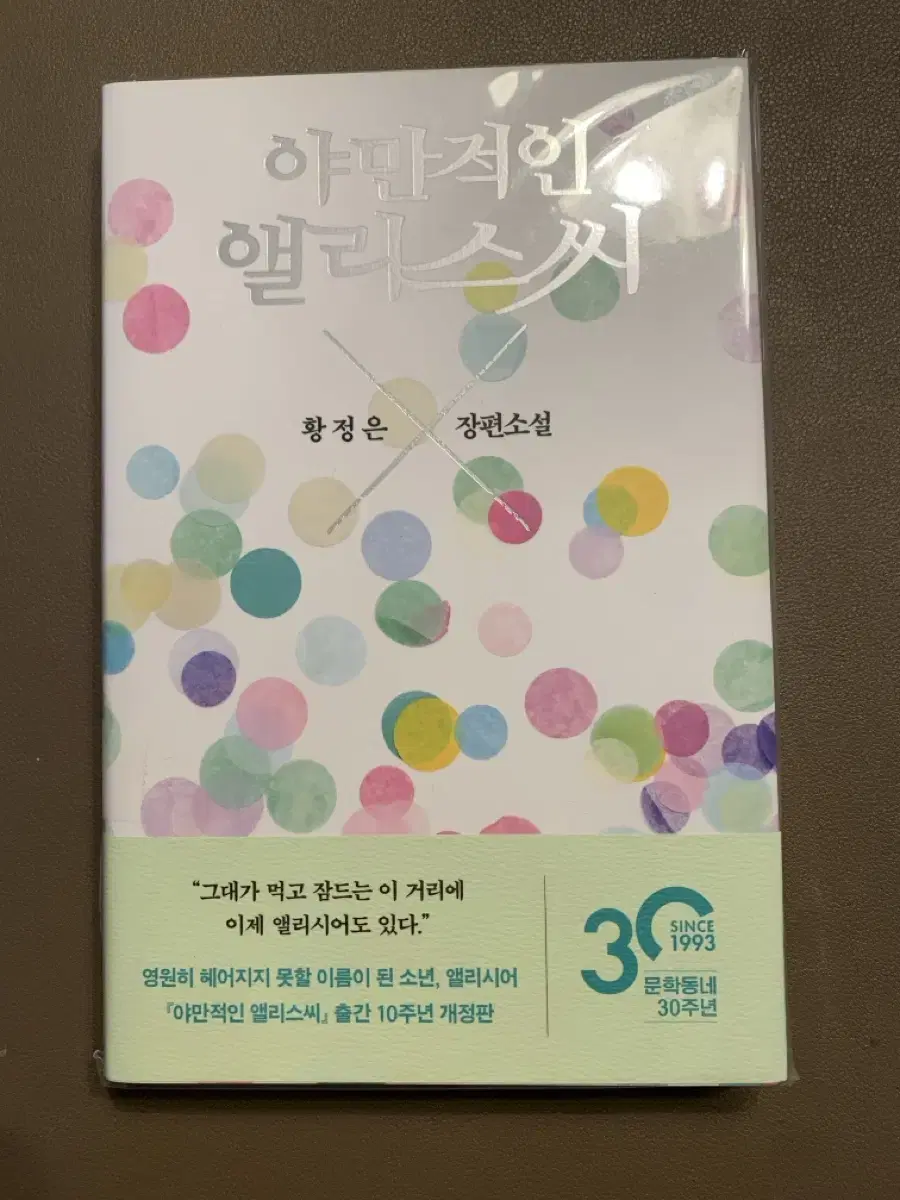 야만적인
앨리스씨
황정은 장편소설
“그대가 먹고 잠드는 이 거리에
이제 앨리시어도 있다.”
영원히 헤어지지 못할 이름이 된 소년, 앨리시어
『야만적인 앨리스씨』 출간 10주년 개정판
30
SINCE
1993
문학동네
30주년